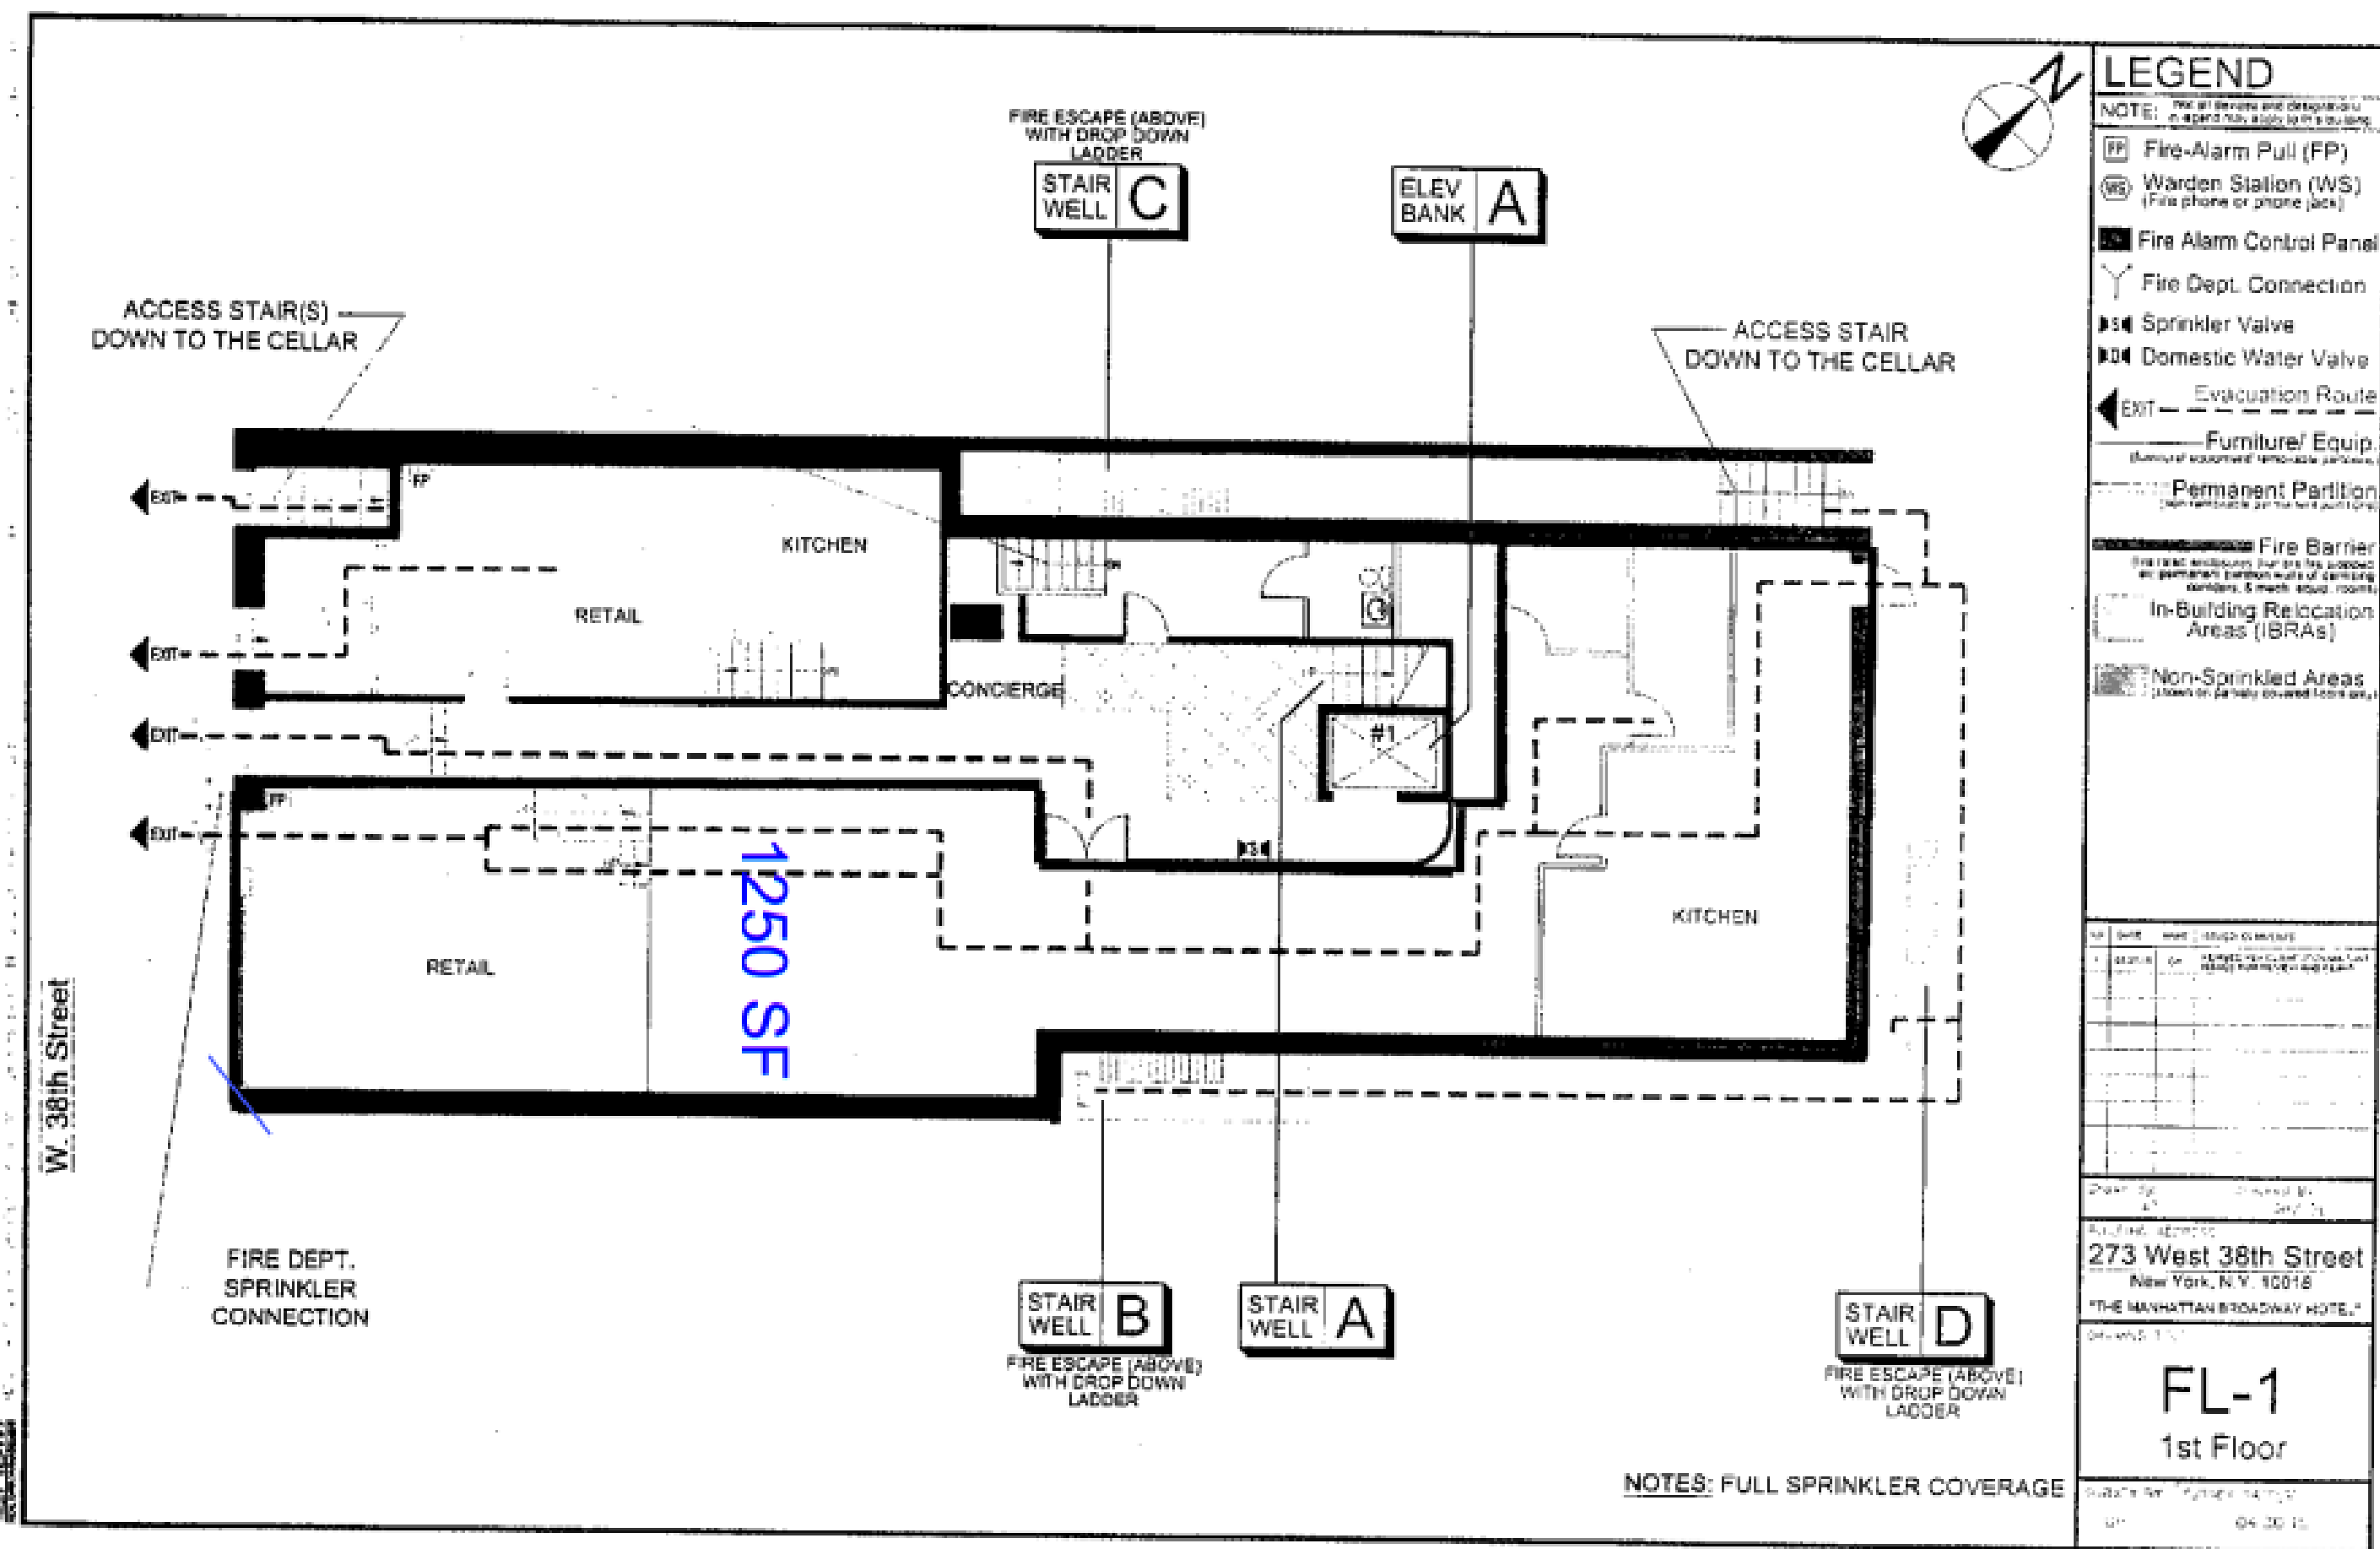 FIRE ESCAPE (ABOVE)
WITH DROP DOWN
LADDER
STAIR
WELL
C
ELEV
BANK
A
N
ACCESS STAIR(S)
DOWN TO THE CELLAR
ACCESS STAIR
DOWN TO THE CELLAR
EXIT
FP
KITCHEN
RETAIL
EXIT
CONCIERGE
#1
EXIT
FP
EXIT
S
1250 SF
KITCHEN
RETAIL
W. 38th Street
FIRE DEPT.
SPRINKLER
CONNECTION
STAIR
WELL
B
FIRE ESCAPE (ABOVE)
WITH DROP DOWN
LADDER
STAIR
WELL
A
STAIR
WELL
D
FIRE ESCAPE (ABOVE)
WITH DROP DOWN
LADDER
NOTES: FULL SPRINKLER COVERAGE
LEGEND
NOTE:
FP Fire-Alarm Pull (FP)
WS Warden Station (WS)
(Fire phone or phone jack)
Fire Alarm Control Panel
Fire Dept. Connection
S Sprinkler Valve
D Domestic Water Valve
EXIT Evacuation Route
Furniture/ Equip.
Permanent Partition
Fire Barrier
In-Building Relocation
Areas (IBRAs)
Non-Sprinkled Areas
273 West 38th Street
New York, N.Y. 10018
"THE MANHATTAN BROADWAY HOTEL"
FL-1
1st Floor